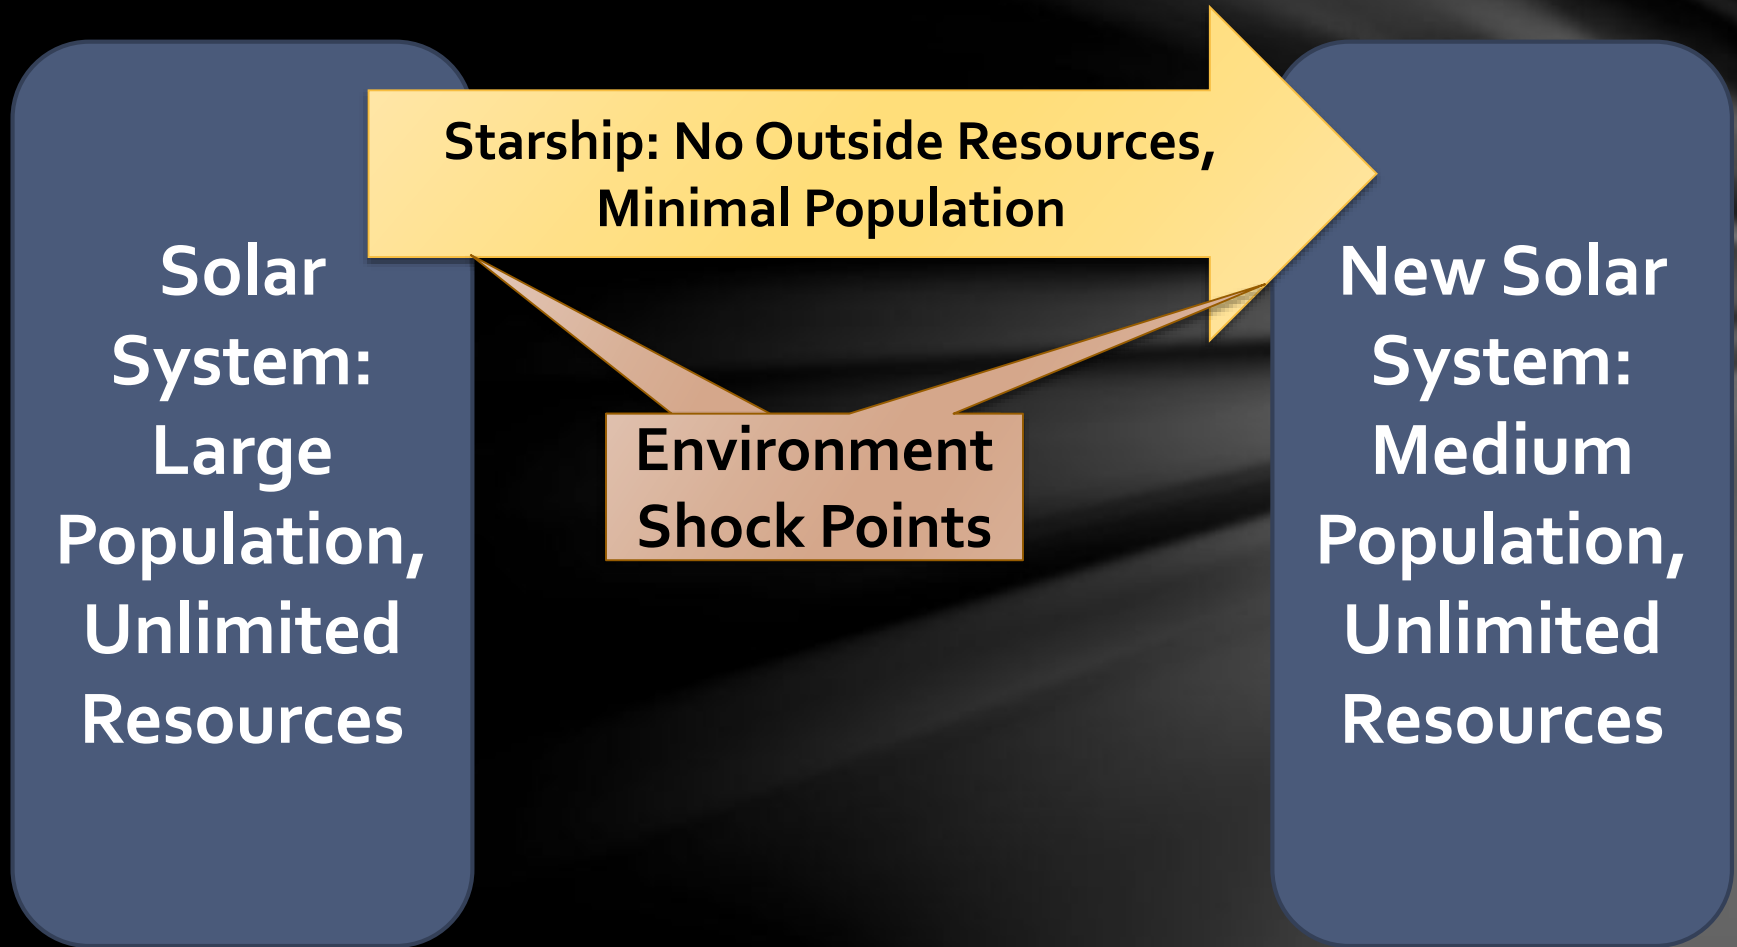 Solar
System:
Large
Population,
Unlimited
Resources
Starship: No Outside Resources,
Minimal Population
Environment
Shock Points
New Solar
System:
Medium
Population,
Unlimited
Resources